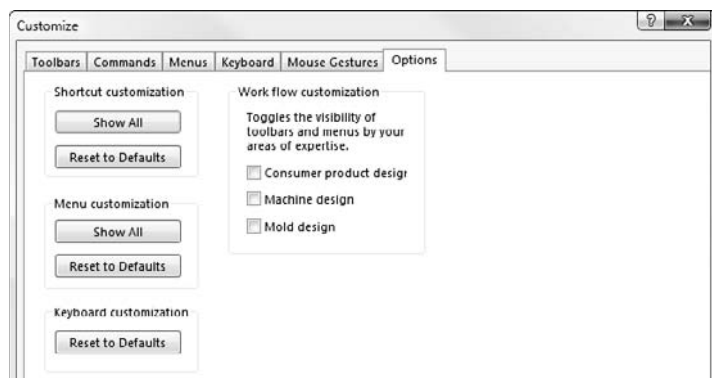 Customize
Toolbars Commands Menus Keyboard Mouse Gestures Options
Shortcut customization
Show All
Reset to Defaults
Menu customization
Show All
Reset to Defaults
Keyboard customization
Reset to Defaults
Work flow customization
Toggles the visibility of
toolbars and menus by your
areas of expertise.
Consumer product design
Machine design
Mold design